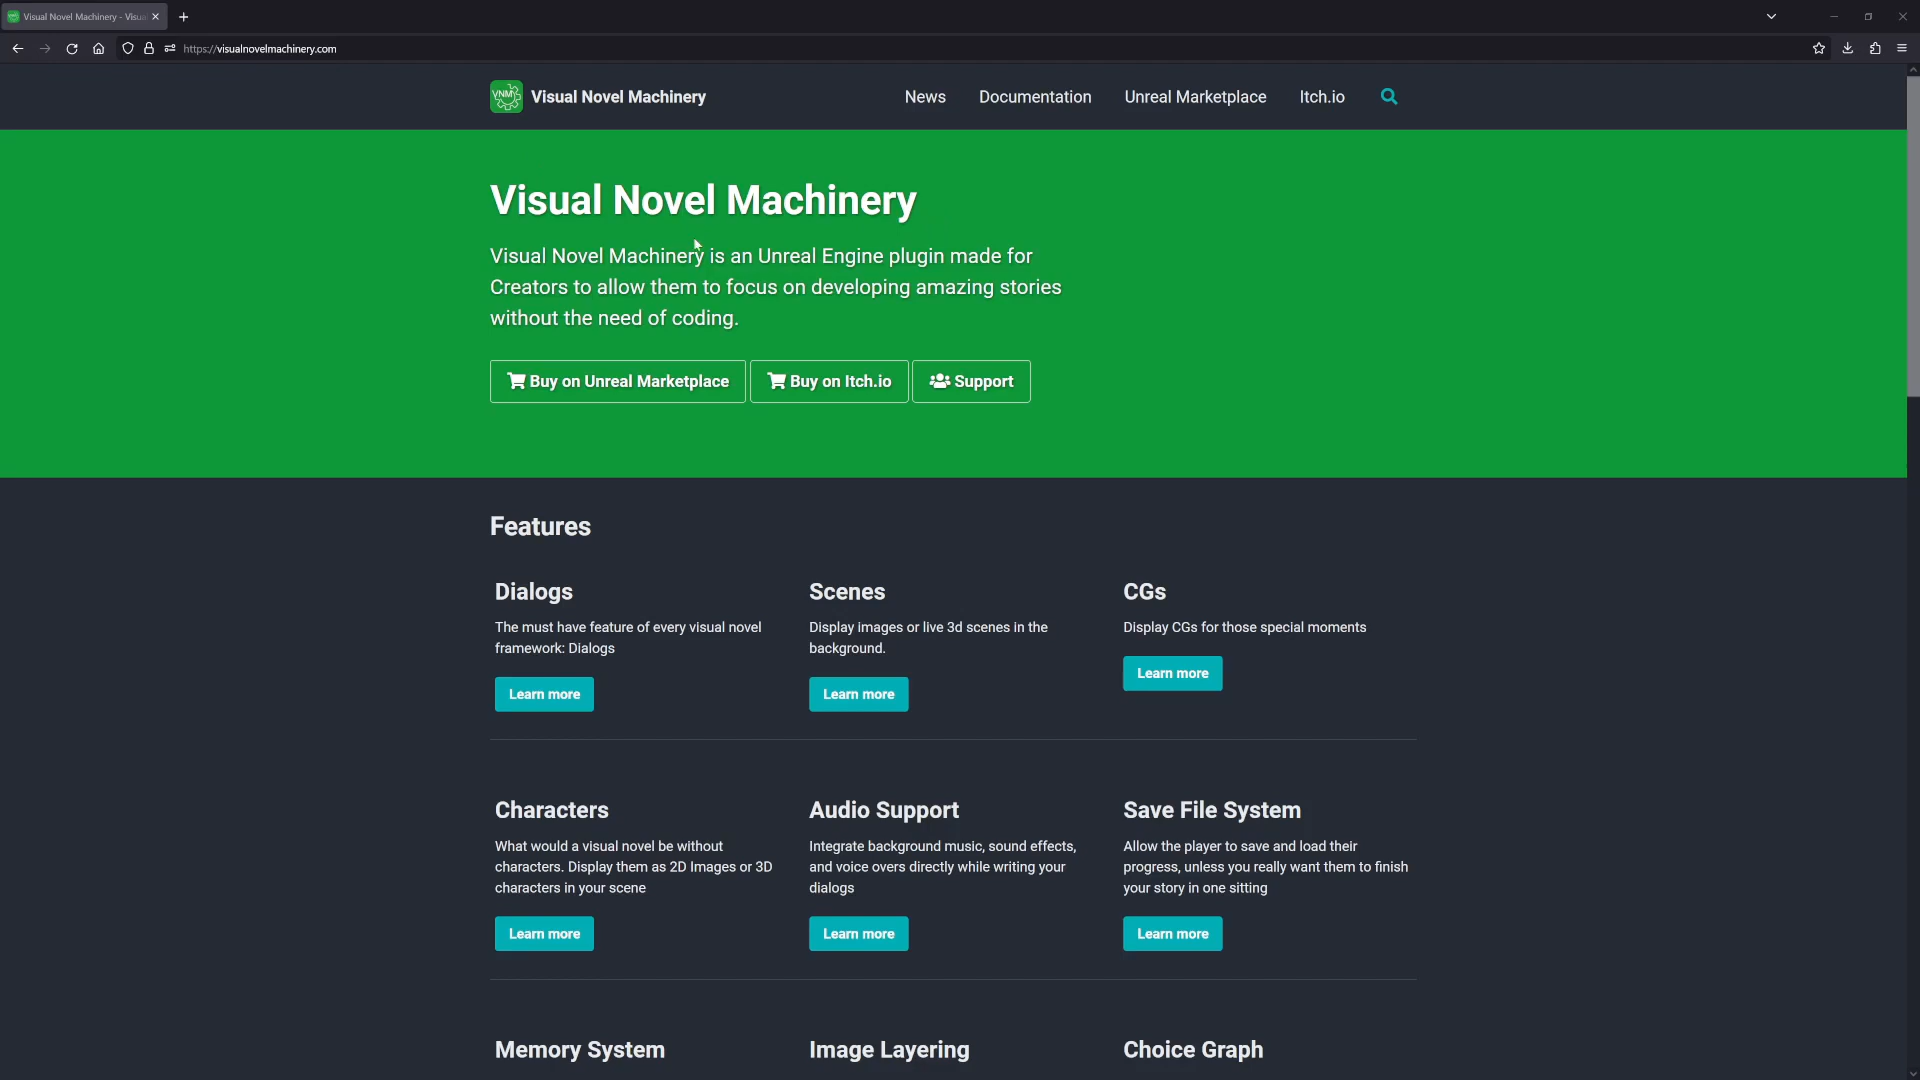 Visual Novel Machinery - Visua
https://visualnovelmachinery.com
VNM
Visual Novel Machinery
News
Documentation
Unreal Marketplace
Itch.io
Visual Novel Machinery
Visual Novel Machinery is an Unreal Engine plugin made for
Creators to allow them to focus on developing amazing stories
without the need of coding.
Buy on Unreal Marketplace
Buy on Itch.io
Support
Features
Dialogs
The must have feature of every visual novel
framework: Dialogs
Learn more
Scenes
Display images or live 3d scenes in the
background.
Learn more
CGs
Display CGs for those special moments
Learn more
Characters
What would a visual novel be without
characters. Display them as 2D Images or 3D
characters in your scene
Learn more
Audio Support
Integrate background music, sound effects,
and voice overs directly while writing your
dialogs
Learn more
Save File System
Allow the player to save and load their
progress, unless you really want them to finish
your story in one sitting
Learn more
Memory System
Image Layering
Choice Graph